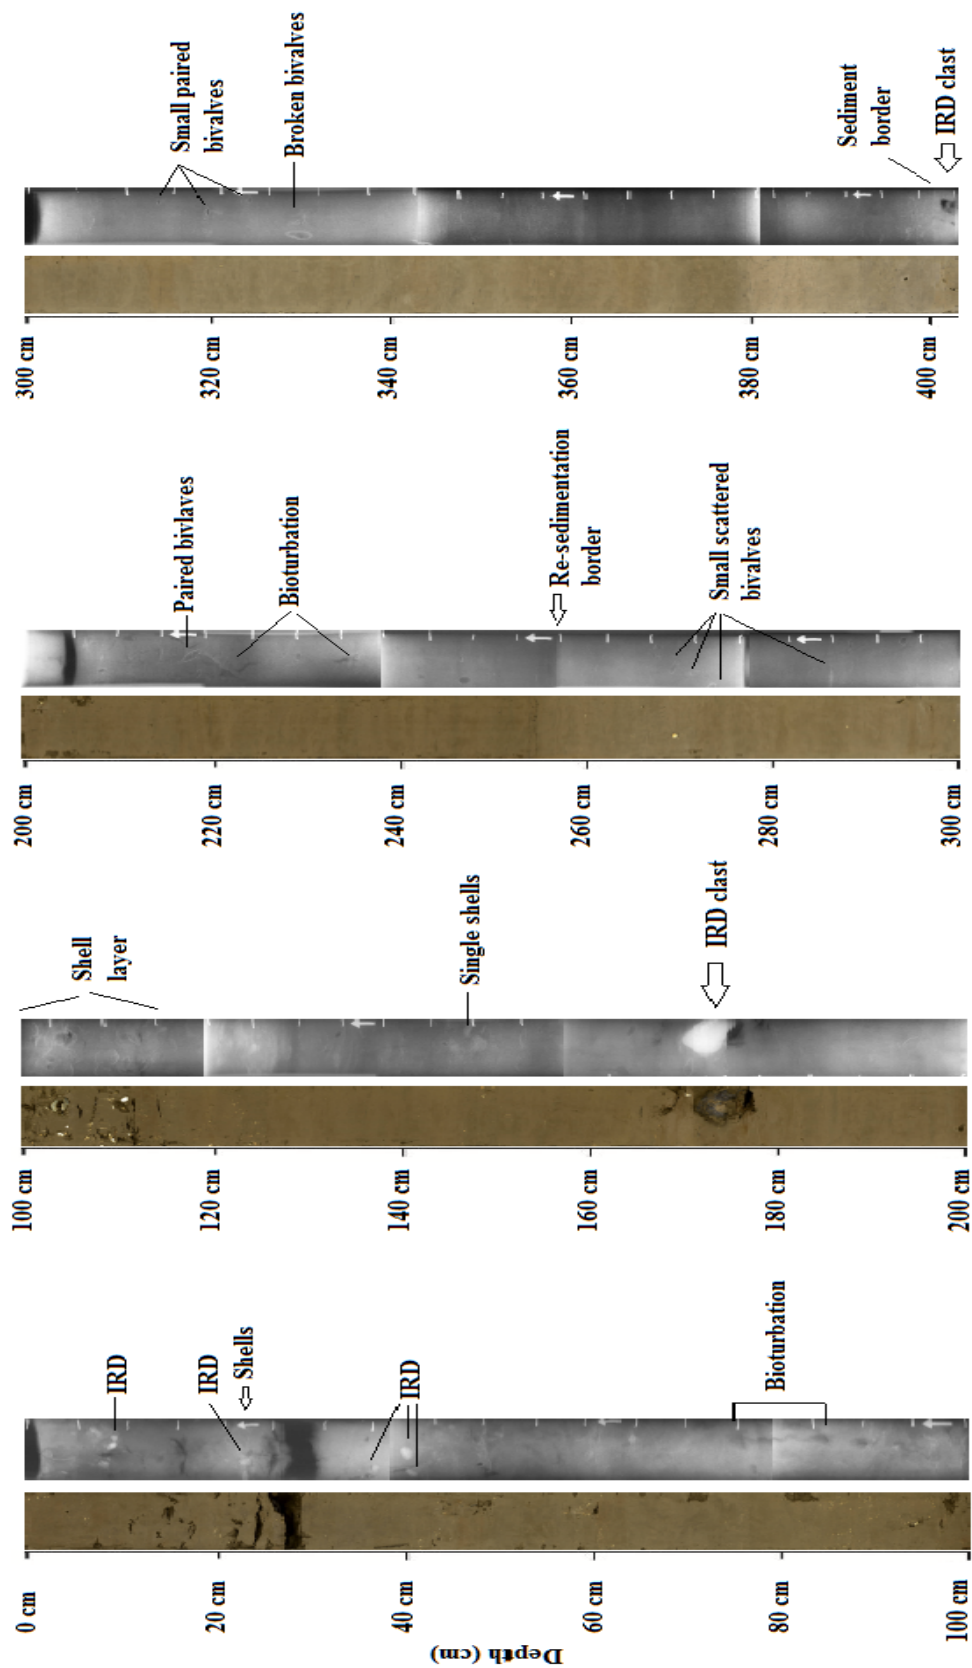 Depth (cm)
0 cm
20 cm
40 cm
60 cm
80 cm
100 cm
IRD
IRD
Shells
IRD
Bioturbation
100 cm
120 cm
140 cm
160 cm
180 cm
200 cm
Shell
layer
Single shells
IRD clast
200 cm
220 cm
240 cm
260 cm
280 cm
300 cm
Paired bivlaves
Bioturbation
Re-sedimentation
border
Small scattered
bivalves
300 cm
320 cm
340 cm
360 cm
380 cm
400 cm
Small paired
bivalves
Broken bivalves
Sediment
border
IRD clast